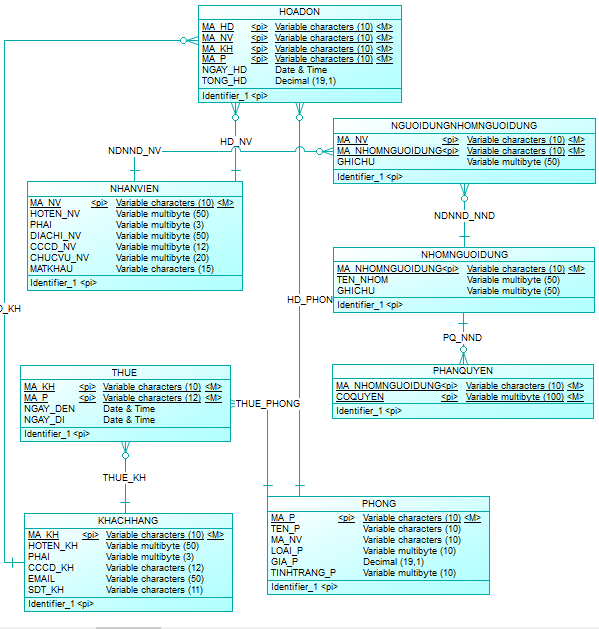 HOADON
MA_HD <pi> Variable characters (10) <M>
MA_NV <pi> Variable characters (10) <M>
MA_KH <pi> Variable characters (10) <M>
MA_P <pi> Variable characters (10) <M>
NGAY_HD Date & Time
TONG_HD Decimal (19,1)
Identifier_1 <pi>
NGUOIDUNGNHOMNGUOIDUNG
MA_NV <pi> Variable characters (10) <M>
MA_NHOMNGUOIDUNG<pi> Variable characters (10) <M>
GHICHU Variable multibyte (50)
Identifier_1 <pi>
HD_NV
NDNND_NV
NHANVIEN
MA_NV <pi> Variable characters (10) <M>
HOTEN_NV Variable multibyte (50)
PHAI Variable multibyte (3)
DIACHI_NV Variable multibyte (50)
CCCD_NV Variable multibyte (12)
CHUCVU_NV Variable multibyte (20)
MATKHAU Variable characters (15)
Identifier_1 <pi>
NDNND_NND
NHOMNGUOIDUNG
MA_NHOMNGUOIDUNG<pi> Variable characters (10) <M>
TEN_NHOM Variable multibyte (50)
GHICHU Variable multibyte (50)
Identifier_1 <pi>
HD_PHON
_KH
PQ_NND
PHANQUYEN
MA_NHOMNGUOIDUNG<pi> Variable characters (10) <M>
COQUYEN <pi> Variable multibyte (100) <M>
Identifier_1 <pi>
THUE
MA_KH <pi> Variable characters (10) <M>
MA_P <pi> Variable characters (12) <M>
NGAY_DEN Date & Time
NGAY_DI Date & Time
Identifier_1 <pi>
THUE_PHONG
THUE_KH
KHACHHANG
MA_KH <pi> Variable characters (10) <M>
HOTEN_KH Variable multibyte (50)
PHAI Variable multibyte (3)
CCCD_KH Variable characters (12)
EMAIL Variable characters (50)
SDT_KH Variable characters (11)
Identifier_1 <pi>
PHONG
MA_P <pi> Variable characters (10) <M>
TEN_P Variable characters (10)
MA_NV Variable characters (10)
LOAI_P Variable multibyte (10)
GIA_P Decimal (19,1)
TINHTRANG_P Variable multibyte (10)
Identifier_1 <pi>